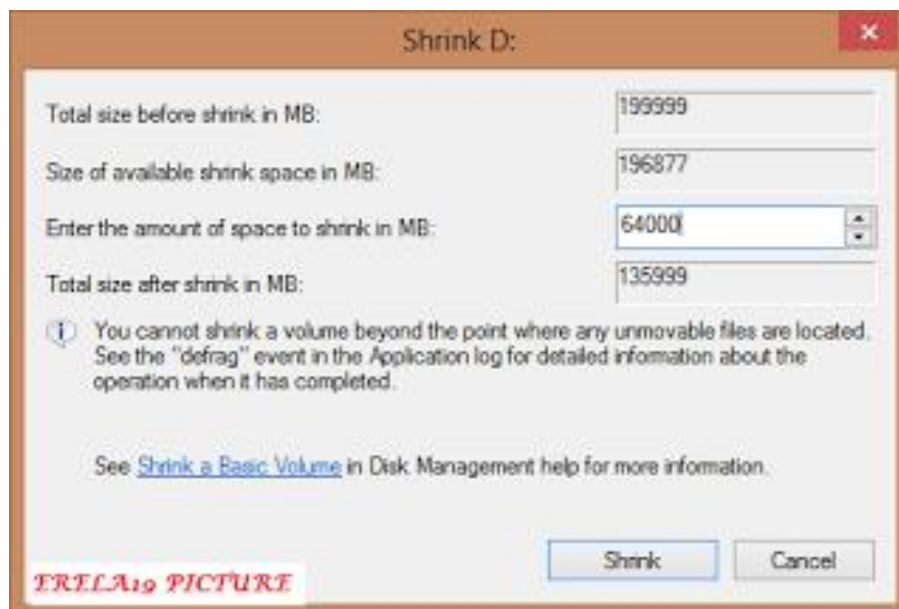 Shrink D:
Total size before shrink in MB: 199999
Size of available shrink space in MB: 196877
Enter the amount of space to shrink in MB: 64000
Total size after shrink in MB: 135999
You cannot shrink a volume beyond the point where any unmovable files are located.
See the "defrag" event in the Application log for detailed information about the
operation when it has completed.
See Shrink a Basic Volume in Disk Management help for more information.
Shrink Cancel
ERELA19 PICTURE